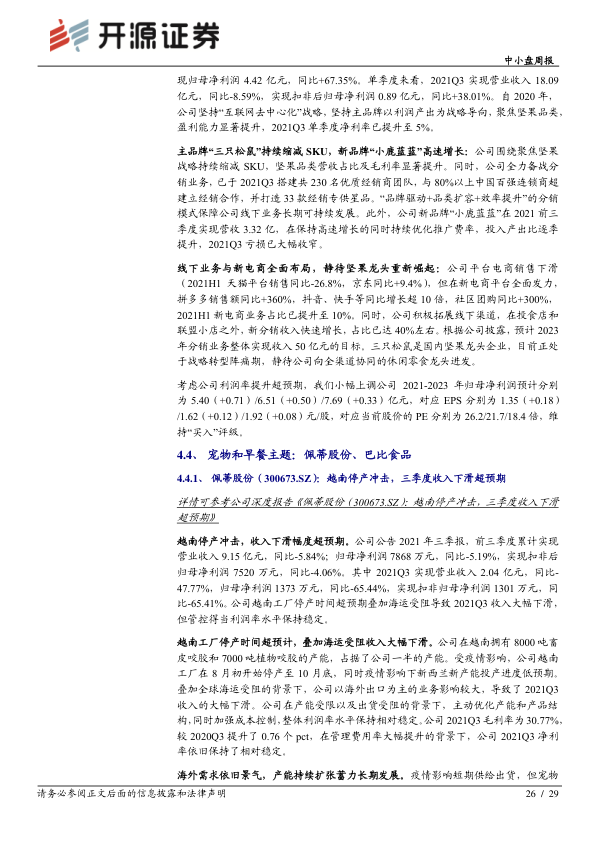 开源证券
中小盘周报
现归母净利润 4.42 亿元，同比+67.35%。单季度来看，2021Q3 实现营业收入 18.09
亿元，同比-8.59%，实现扣非后归母净利润 0.89 亿元，同比+38.01%。自 2020 年，
公司坚持“互联网去中心化”战略，坚持主品牌以利润产出为战略导向，聚焦坚果品类，
盈利能力显著提升，2021Q3 单季度净利率已提升至 5%。
主品牌“三只松鼠”持续缩减 SKU，新品牌“小鹿蓝蓝”高速增长：公司围绕聚焦坚果
战略持续缩减 SKU，坚果品类营收占比及毛利率显著提升。同时，公司全力备战分
销业务，已于 2021Q3 搭建共 230 名优质经销商团队，与 80%以上中国百强连锁商超
建立经销合作，并打造 33 款经销专供星品。“品牌驱动+品类扩容+效率提升”的分销
模式保障公司线下业务长期可持续发展。此外，公司新品牌“小鹿蓝蓝”在 2021 前三
季度实现营收 3.32 亿，在保持高速增长的同时持续优化推广费率，投入产出比逐季
提升，2021Q3 亏损已大幅收窄。
线下业务与新电商全面布局，静待坚果龙头重新崛起：公司平台电商销售下滑
（2021H1 天猫平台销售同比-26.8%，京东同比+9.4%），但在新电商平台全面发力，
拼多多销售额同比+360%，抖音、快手等同比增长超 10 倍，社区团购同比+300%，
2021H1 新电商业务占比已提升至 10%。同时，公司积极拓展线下渠道，在投食店和
联盟小店之外，新分销收入快速增长，占比已达 40%左右。根据公司披露，预计 2023
年分销业务整体实现收入 50 亿元的目标。三只松鼠是国内坚果龙头企业，目前正处
于战略转型阵痛期，静待公司向全渠道协同的休闲零食龙头进发。
考虑公司利润率提升超预期，我们小幅上调公司 2021-2023 年归母净利润预计分别
为 5.40（+0.71）/6.51（+0.50）/7.69（+0.33）亿元，对应 EPS 分别为 1.35（+0.18）
/1.62（+0.12）/1.92（+0.08）元/股，对应当前股价的 PE 分别为 26.2/21.7/18.4 倍，维
持“买入”评级。
4.4、 宠物和早餐主题：佩蒂股份、巴比食品
4.4.1、 佩蒂股份（300673.SZ）：越南停产冲击，三季度收入下滑超预期
详情可参考公司深度报告《佩蒂股份（300673.SZ）：越南停产冲击，三季度收入下滑
超预期》
越南停产冲击，收入下滑幅度超预期。公司公告 2021 年三季报，前三季度累计实现
营业收入 9.15 亿元，同比-5.84%；归母净利润 7868 万元，同比-5.19%，实现扣非后
归母净利润 7520 万元，同比-4.06%。其中 2021Q3 实现营业收入 2.04 亿元，同比-
47.77%，归母净利润 1373 万元，同比-65.44%，实现扣非归母净利润 1301 万元，同
比-65.41%。公司越南工厂停产时间超预期叠加海运受阻导致 2021Q3 收入大幅下滑，
但管控得当利润率水平保持稳定。
越南工厂停产时间超预计，叠加海运受阻收入大幅下滑。公司在越南拥有 8000 吨畜
皮咬胶和 7000 吨植物咬胶的产能，占据了公司一半的产能。受疫情影响，公司越南
工厂在 8 月初开始停产至 10 月底，同时疫情影响下新西兰新产能投产进度低预期。
叠加全球海运受阻的背景下，公司以海外出口为主的业务影响较大，导致了 2021Q3
收入的大幅下滑。公司在产能受限以及出货受阻的背景下，主动优化产能和产品结
构，同时加强成本控制，整体利润率水平保持相对稳定。公司 2021Q3 毛利率为 30.77%，
较 2020Q3 提升了 0.76 个 pct，在管理费用率大幅提升的背景下，公司 2021Q3 净利
率依旧保持了相对稳定。
海外需求依旧景气，产能持续扩张蓄力长期发展。疫情影响短期供给出货，但宠物
请务必参阅正文后面的信息披露和法律声明
26 / 29